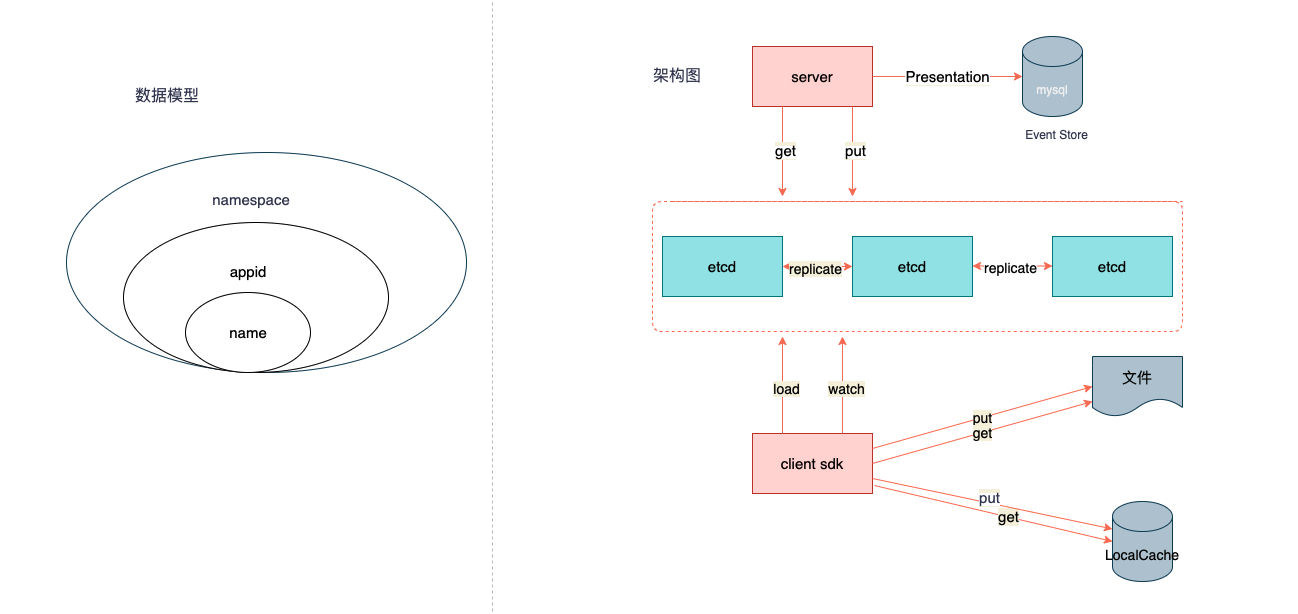 数据模型
namespace
appid
name
架构图
server
Presentation
mysql
Event Store
get
put
etcd
replicate
etcd
replicate
etcd
load
watch
client sdk
put
get
文件
put
get
LocalCache